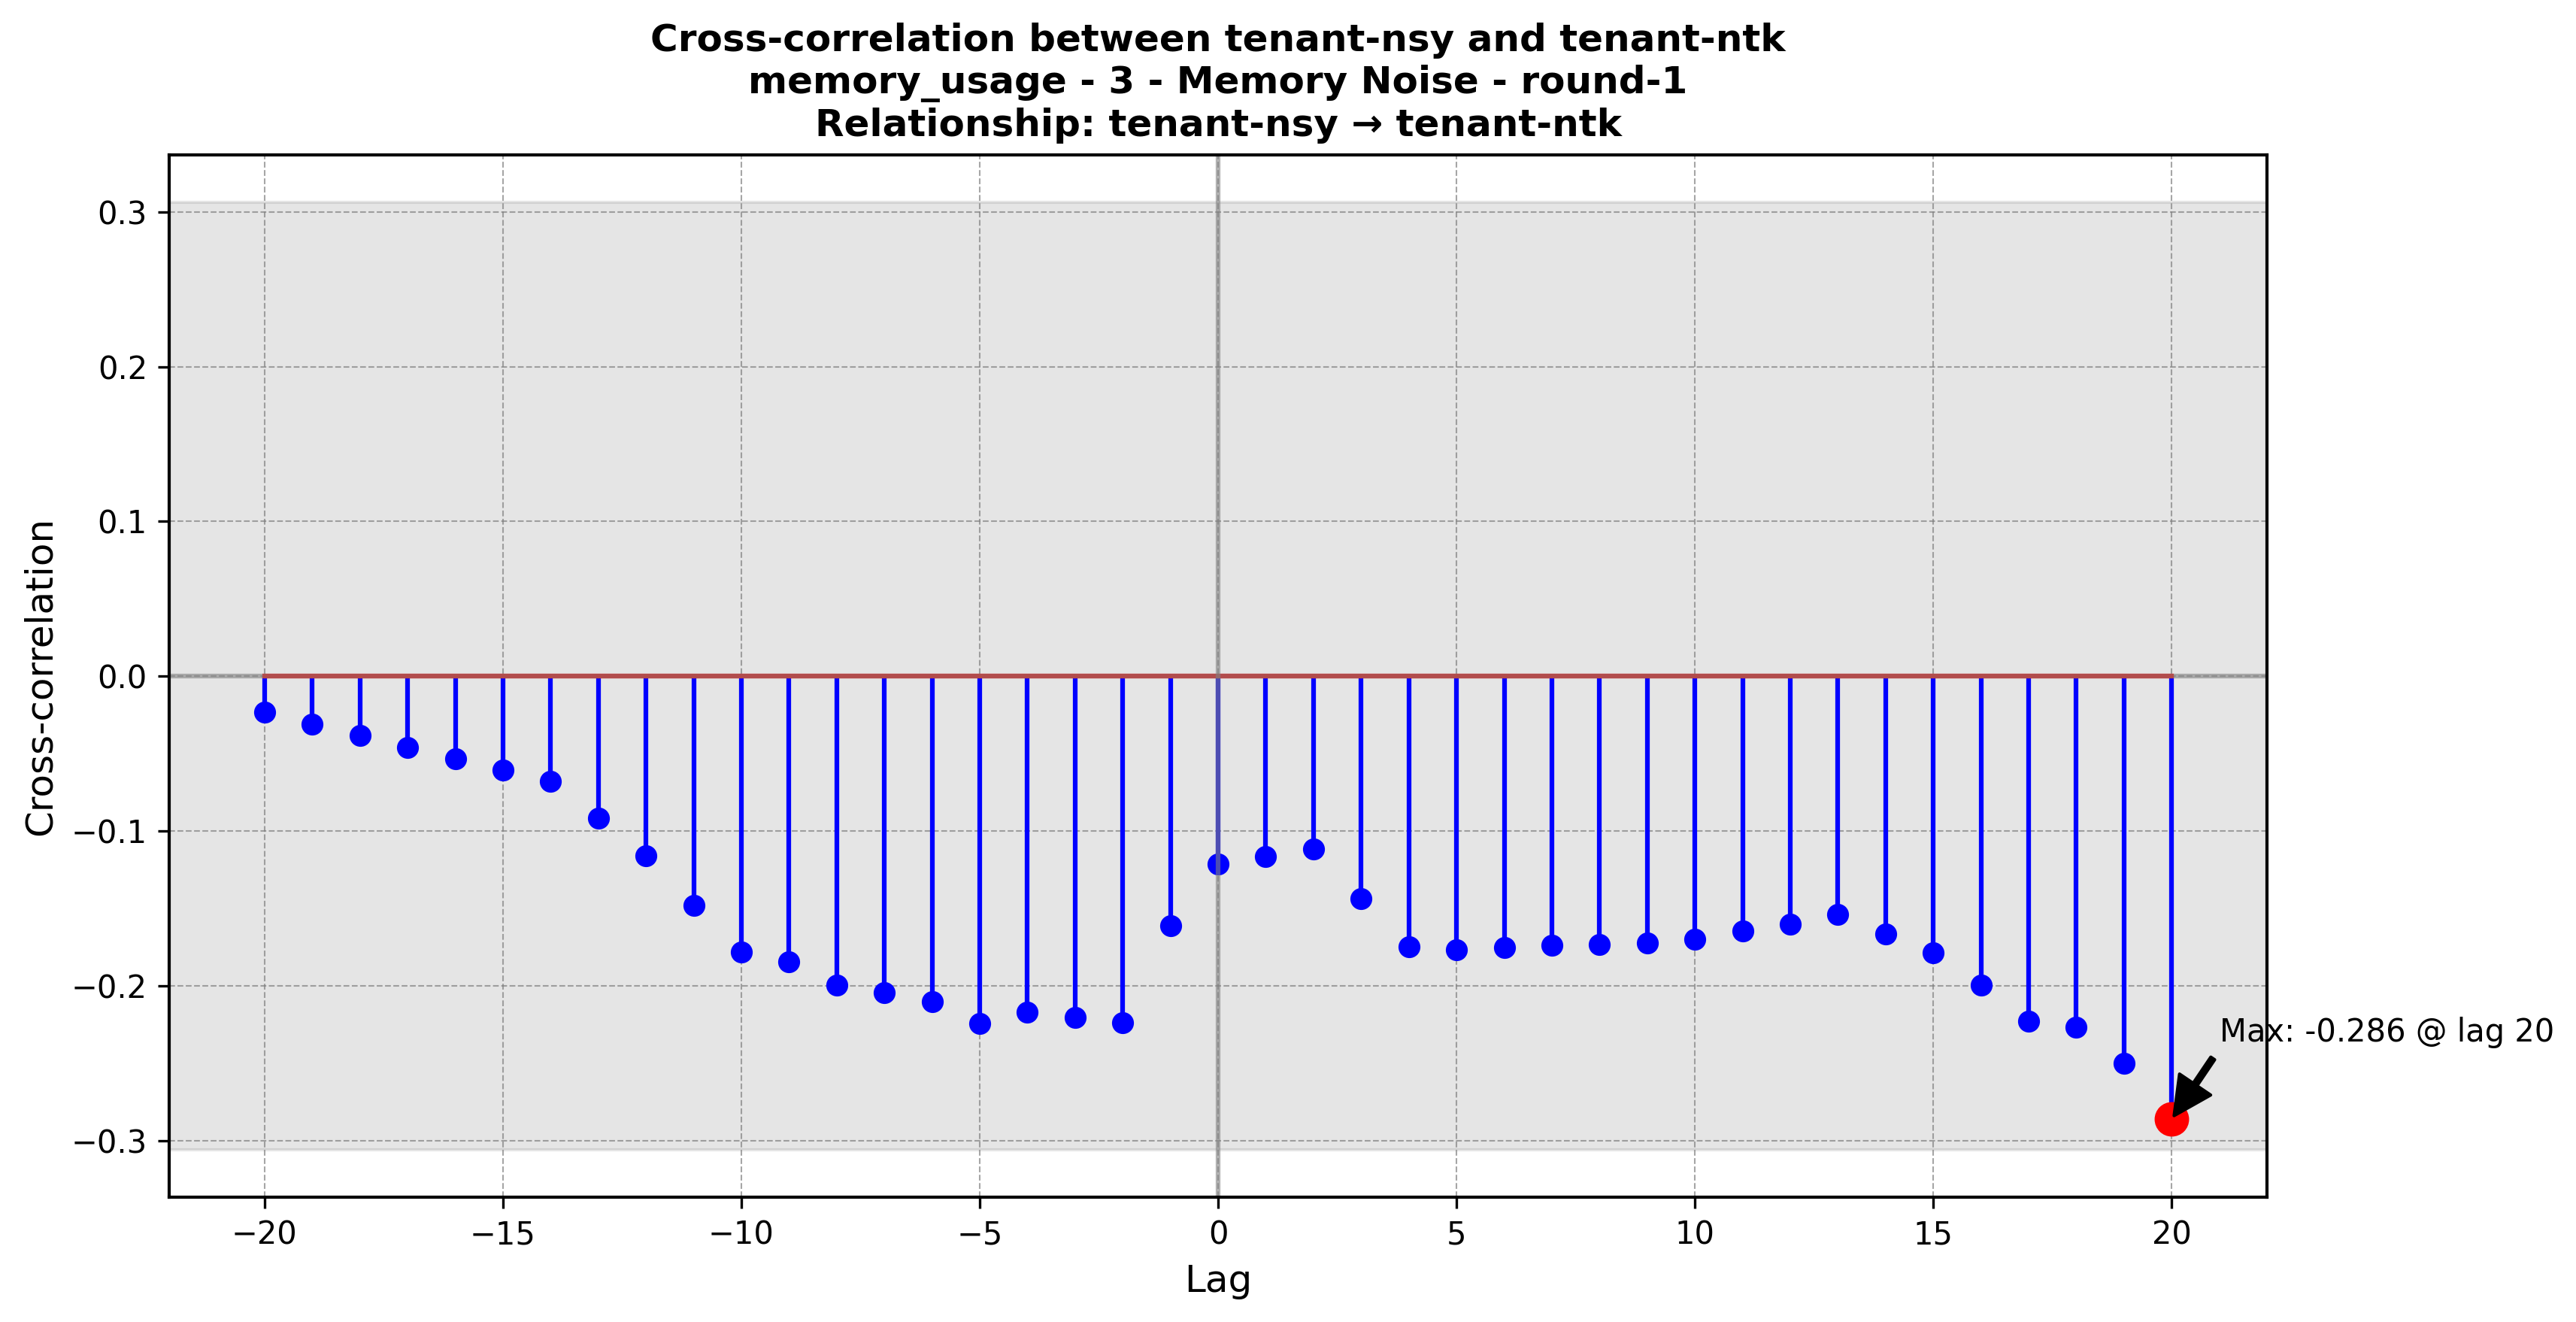 Cross-correlation between tenant-nsy and tenant-ntk
memory_usage - 3 - Memory Noise - round-1
Relationship: tenant-nsy → tenant-ntk
Cross-correlation
0.3
0.2
0.1
0.0
−0.1
−0.2
−0.3
Max: -0.286 @ lag 20
−20 −15 −10 −5 0 5 10 15 20
Lag